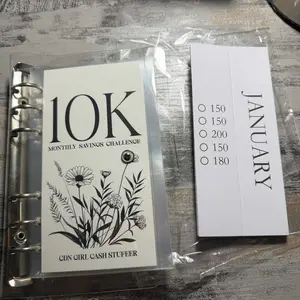 10K
MONTHLY SAVINGS CHALLENGE
CDN GIRL CASH STUFFER
JANUARY
150
150
200
150
180